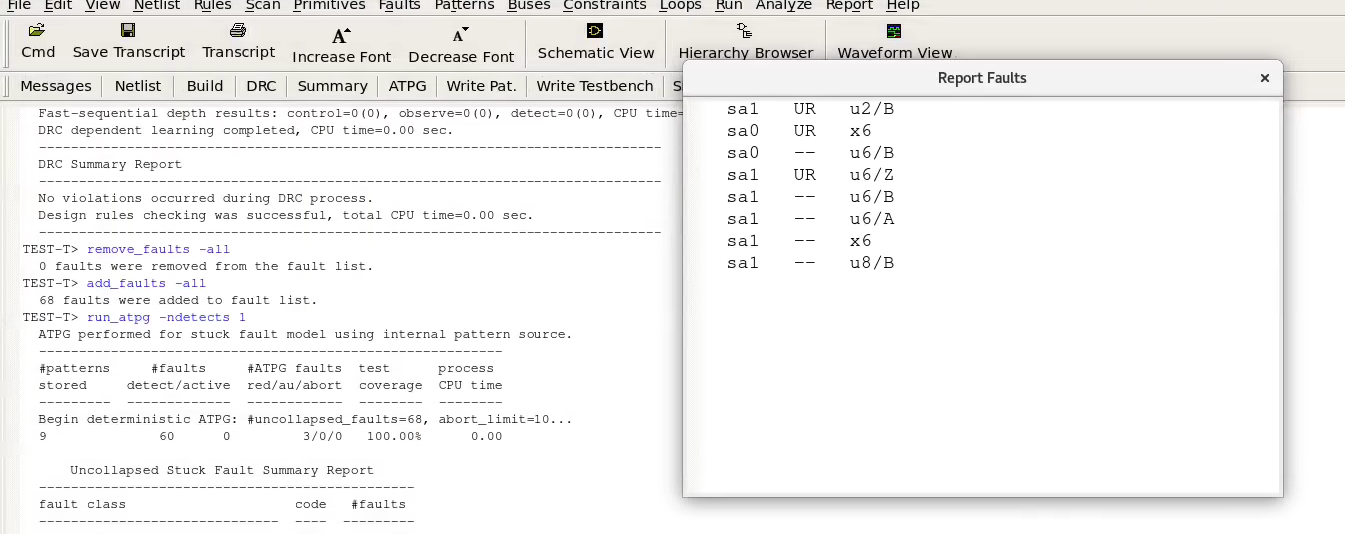 File Edit View Netlist Rules Scan Primitives Faults Patterns Buses Constraints Loops Run Analyze Report Help
Cmd Save Transcript Transcript Increase Font Decrease Font Schematic View Hierarchy Browser Waveform View
Messages Netlist Build DRC Summary ATPG Write Pat. Write Testbench S
Fast-sequential depth results: control=0(0), observe=0(0), detect=0(0), CPU time=
DRC dependent learning completed, CPU time=0.00 sec.
------------------------------------------------------------------------------
DRC Summary Report
------------------------------------------------------------------------------
No violations occurred during DRC process.
Design rules checking was successful, total CPU time=0.00 sec.
------------------------------------------------------------------------------
TEST-T> remove_faults -all
0 faults were removed from the fault list.
TEST-T> add_faults -all
68 faults were added to fault list.
TEST-T> run_atpg -ndetects 1
ATPG performed for stuck fault model using internal pattern source.
----------------------------------------------------------
#patterns #faults #ATPG faults test process
stored detect/active red/au/abort coverage CPU time
--------- ------------- ------------ -------- --------
Begin deterministic ATPG: #uncollapsed_faults=68, abort_limit=10...
9 60 0 3/0/0 100.00% 0.00
Uncollapsed Stuck Fault Summary Report
-----------------------------------------------
fault class code #faults
------------------------------ ---- ---------
Report Faults ×
sa1 UR u2/B
sa0 UR x6
sa0 -- u6/B
sa1 UR u6/Z
sa1 -- u6/B
sa1 -- u6/A
sa1 -- x6
sa1 -- u8/B